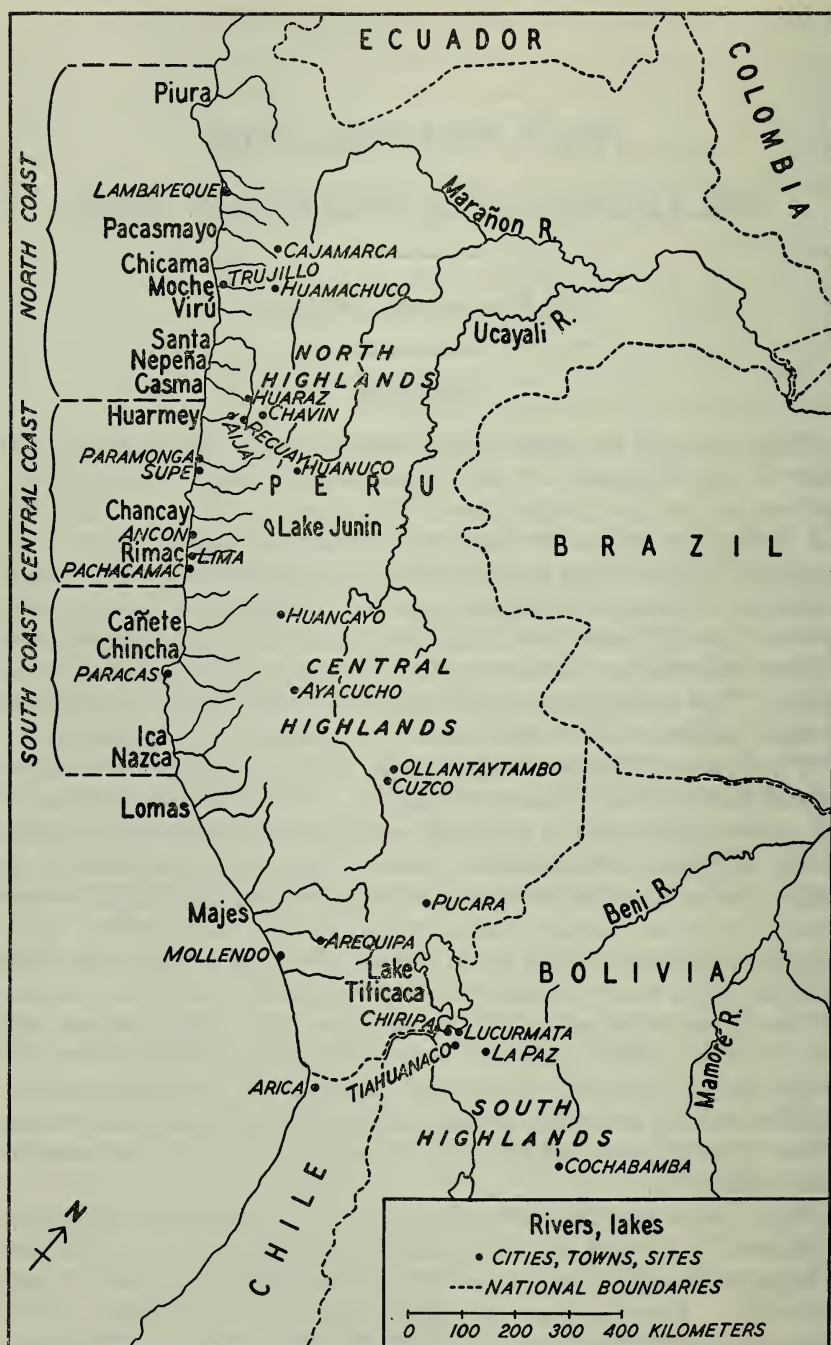 ECUADOR
COLOMBIA
Piura
NORTH COAST
LAMBAYEQUE
Marañon R.
Pacasmayo
CAJAMARCA
Chicama
TRUJILLO
Moche
HUAMACHUCO
Virú
Ucayali R.
Santa
NORTH
HIGHLANDS
Nepeña
Casma
HUARAZ
CHAVIN
Huarmey
AIJA
RECUAY
CENTRAL COAST
PARAMONGA
HUANUCO
SUPE
PERU
Chancay
Lake Junin
ANCON
BRAZIL
Rimac
LIMA
PACHACAMAC
HUANCAYO
Cañete
SOUTH COAST
Chincha
CENTRAL
HIGHLANDS
PARACAS
AYACUCHO
Ica
Nazca
OLLANTAYTAMBO
CUZCO
Lomas
PUCARA
Beni R.
Majes
AREQUIPA
MOLLENDO
Lake
Titicaca
BOLIVIA
CHIRIPA
LUCURMATA
TIAHUANACO
LA PAZ
Mamoré R.
ARICA
SOUTH
HIGHLANDS
COCHABAMBA
CHILE
N
Rivers, lakes
• CITIES, TOWNS, SITES
---- NATIONAL BOUNDARIES
0 100 200 300 400 KILOMETERS